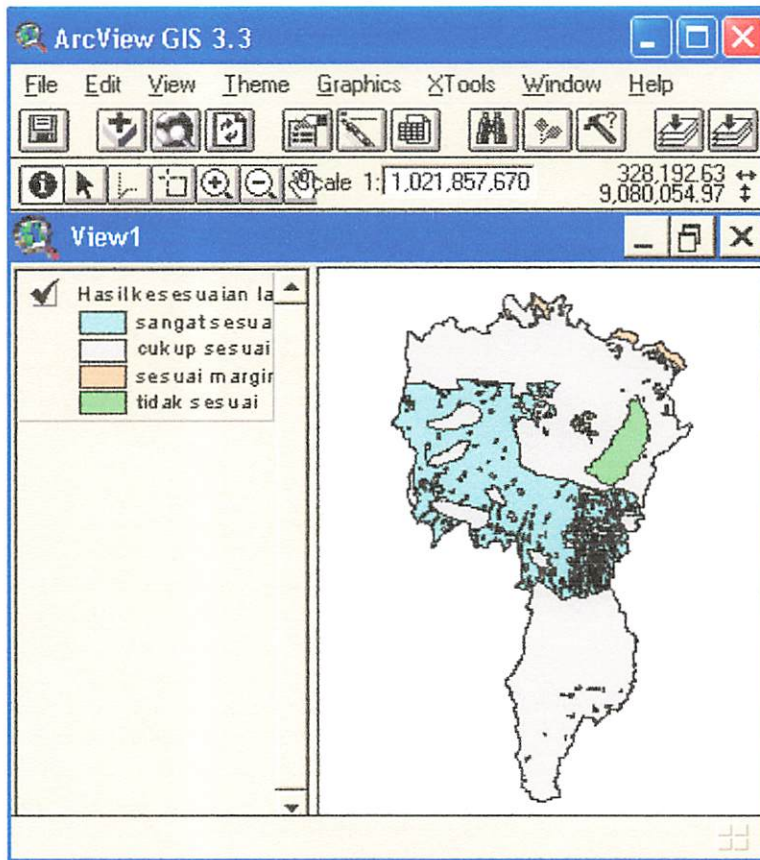 ArcView GIS 3.3
File Edit View Theme Graphics XTools Window Help
cale 1: 1,021,857,670 328,192.63
9,080,054.97
View1
Hasilkesesuaian la
sangatsesua
cukup sesuai
sesuai margir
tidak sesuai